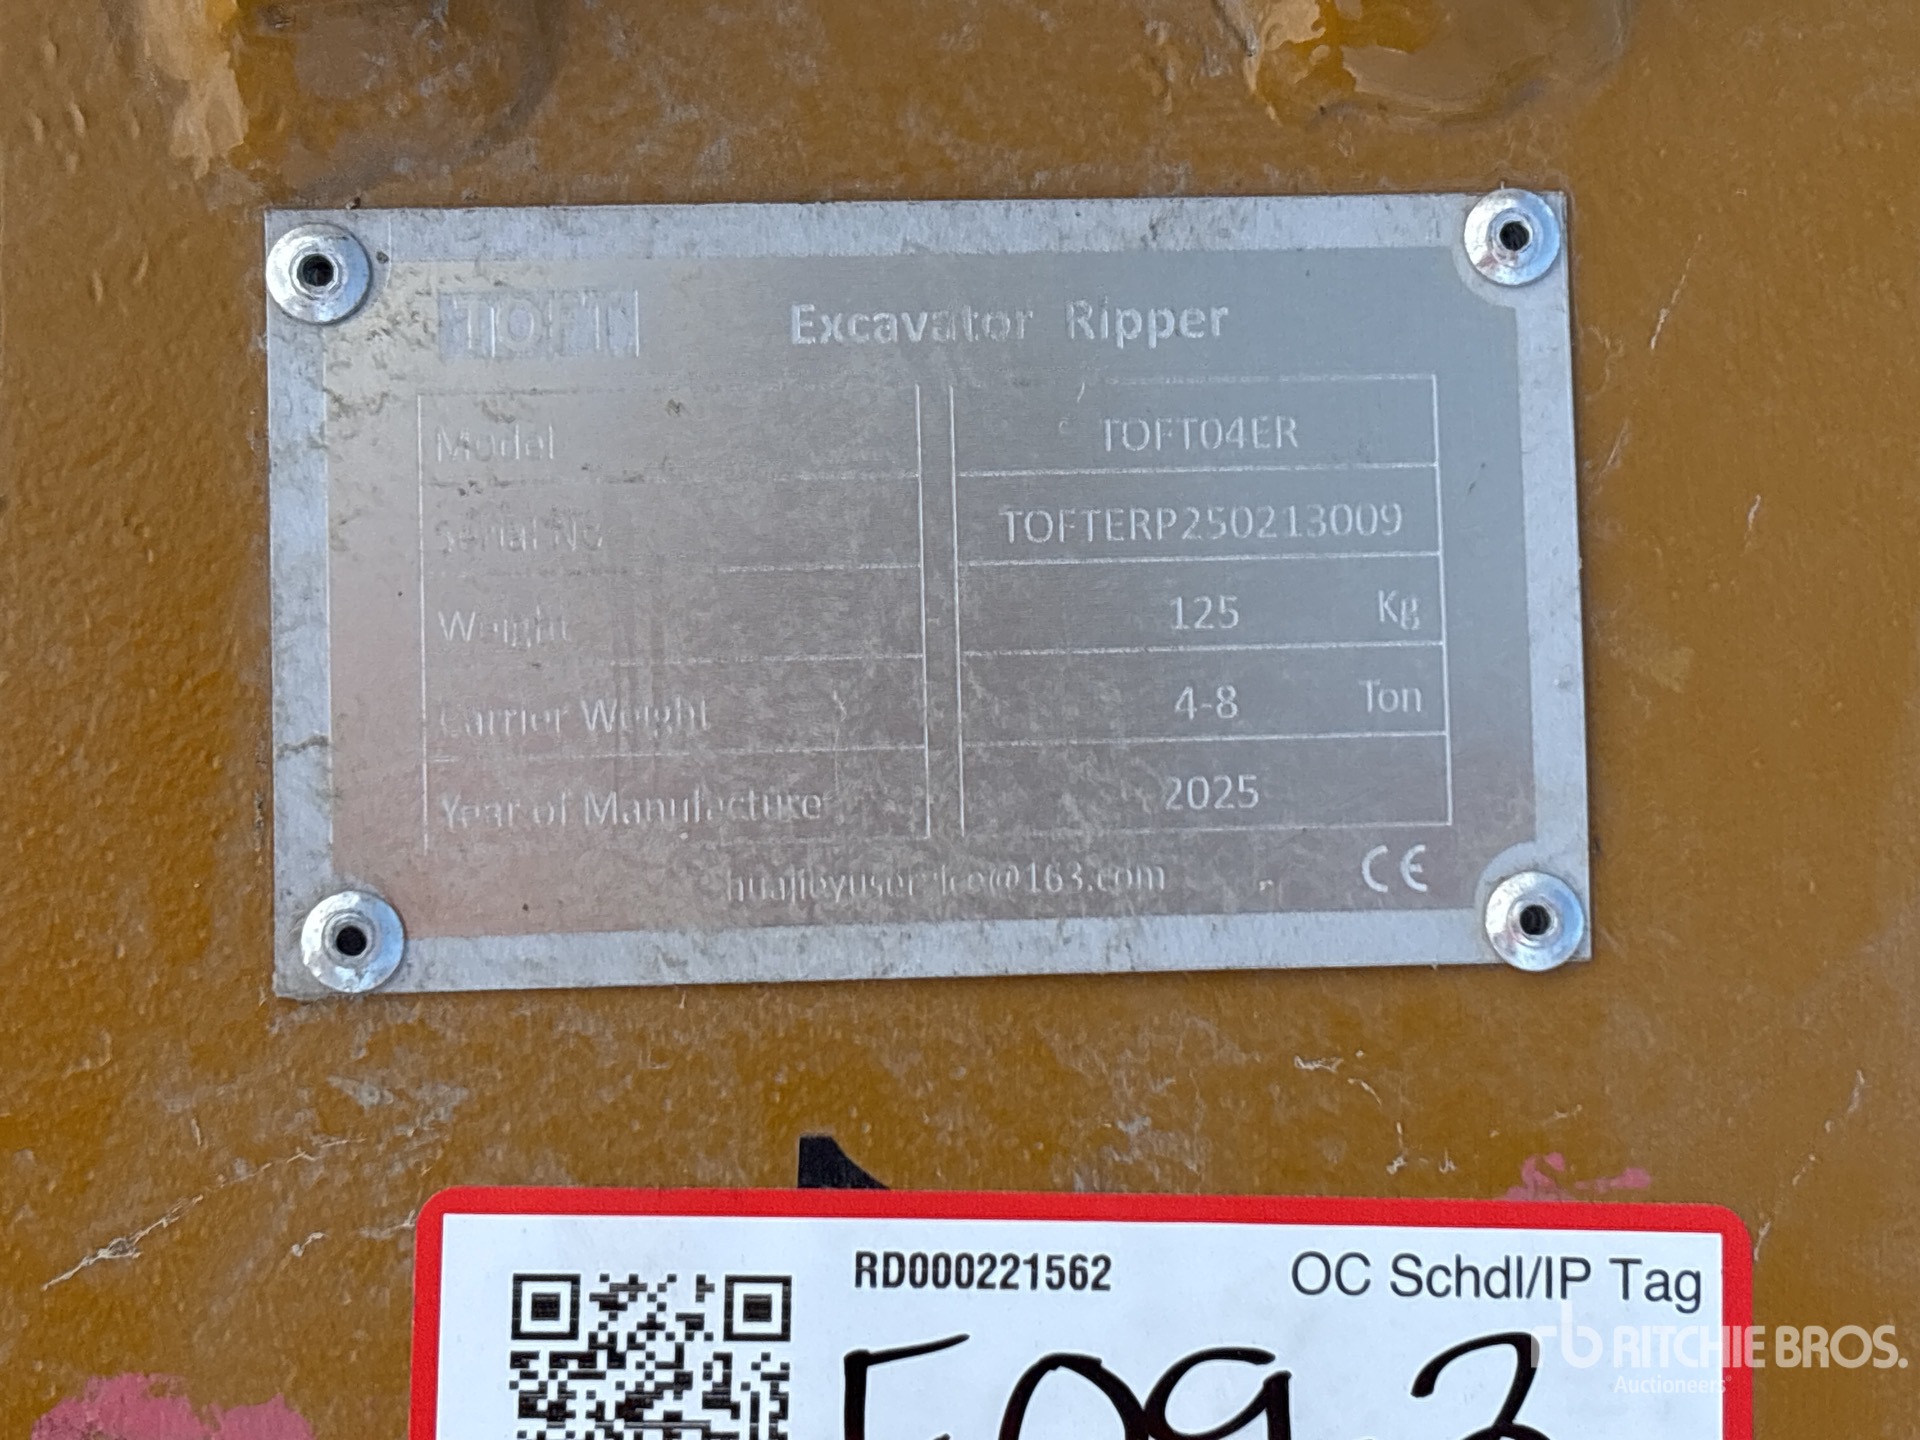 TOFT Excavator Ripper
Model TOFT04ER
Serial No TOFTERP250213009
Weight 125 Kg
Carrier Weight 4-8 Ton
Year of Manufacture 2025
CE
RD000221562 OC Schdl/IP Tag
rb RITCHIE BROS.
Auctioneers